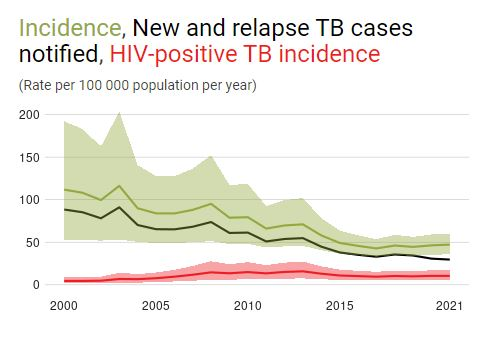 Incidence, New and relapse TB cases
notified, HIV-positive TB incidence
(Rate per 100 000 population per year)
200
150
100
50
0
2000 2005 2010 2015 2021